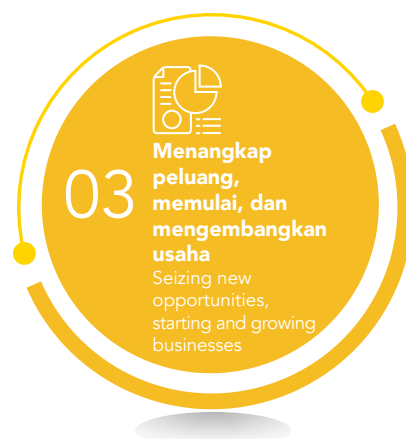 03
Menangkap
peluang,
memulai, dan
mengembangkan
usaha
Seizing new
opportunities,
starting and growing
businesses